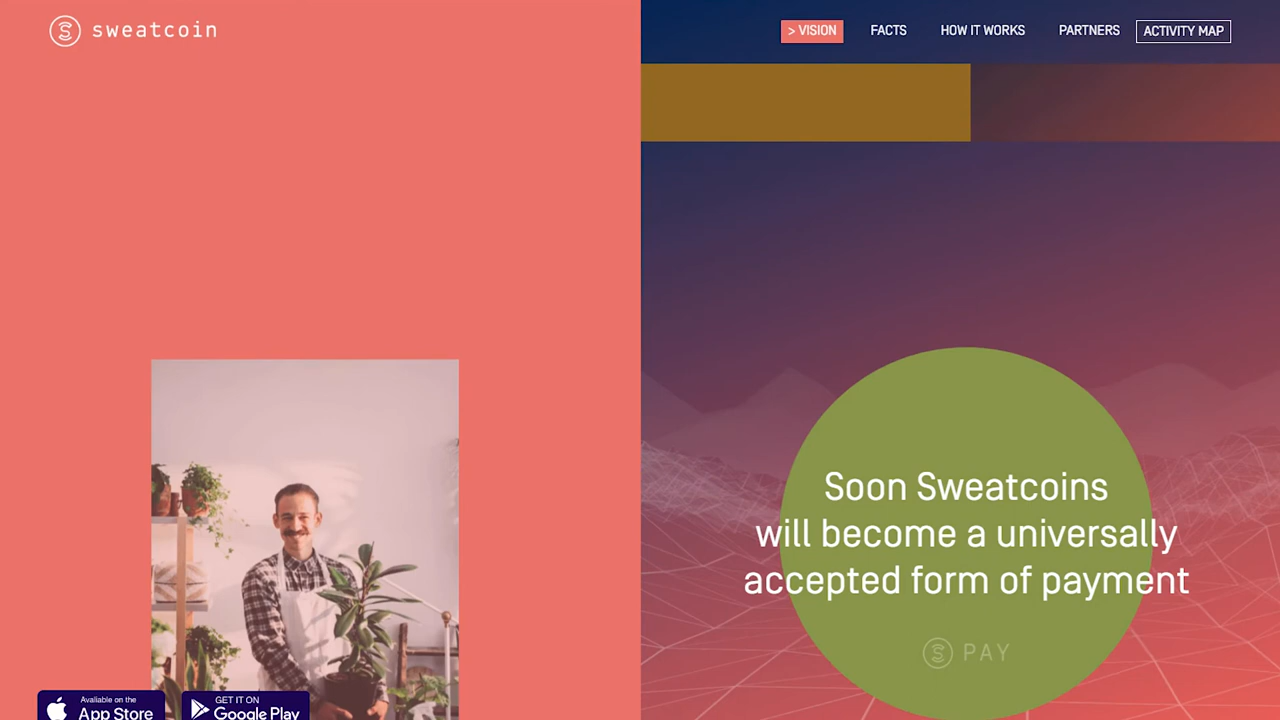 sweatcoin
> VISION
FACTS
HOW IT WORKS
PARTNERS
ACTIVITY MAP
Soon Sweatcoins
will become a universally
accepted form of payment
PAY
Avaliable on the
App Store
GET IT ON
Google Play